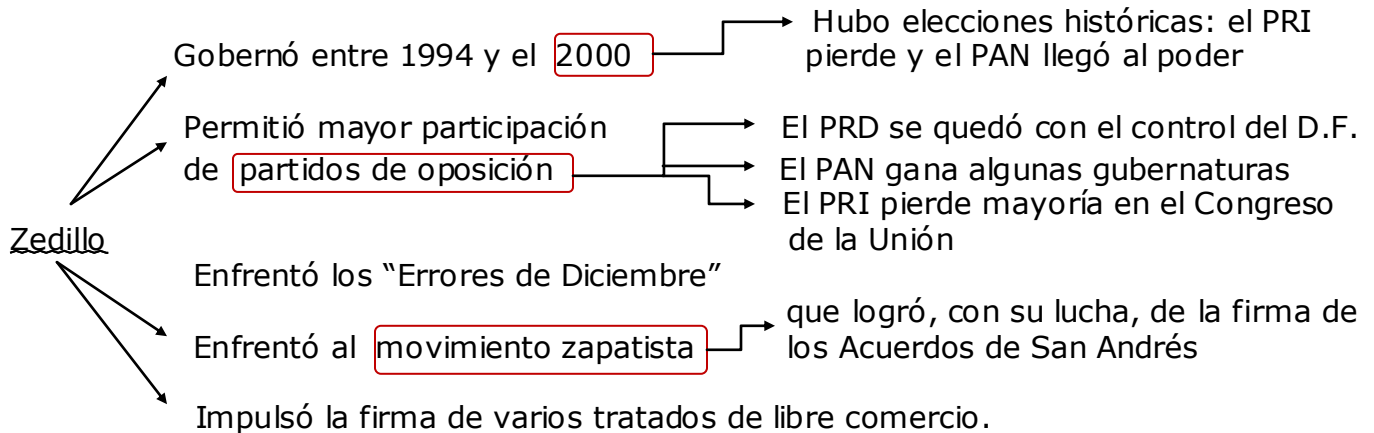 Gobernó entre 1994 y el 2000
Hubo elecciones históricas: el PRI
pierde y el PAN llegó al poder
Permitió mayor participación
de partidos de oposición
El PRD se quedó con el control del D.F.
El PAN gana algunas gubernaturas
El PRI pierde mayoría en el Congreso
de la Unión
Zedillo
Enfrentó los “Errores de Diciembre”
Enfrentó al movimiento zapatista
que logró, con su lucha, de la firma de
los Acuerdos de San Andrés
Impulsó la firma de varios tratados de libre comercio.